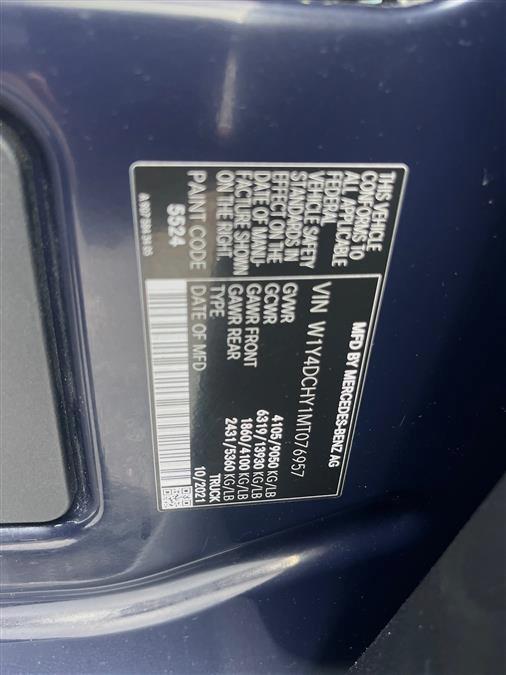 THIS VEHICLE
CONFORMS TO
ALL APPLICABLE
FEDERAL
VEHICLE SAFETY
STANDARDS IN
EFFECT ON THE
DATE OF MANU-
FACTURE SHOWN
ON THE RIGHT.
PAINT CODE
5524
MFD BY MERCEDES-BENZ AG
VIN W1Y4DCHY1MT076957
GVWR 4105/9050 KG/LB
GCWR 6319/13930 KG/LB
GAWR FRONT 1860/4100 KG/LB
GAWR REAR 2431/5360 KG/LB
TYPE TRUCK
DATE OF MFD 10/2021